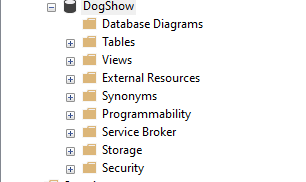 DogShow
Database Diagrams
Tables
Views
External Resources
Synonyms
Programmability
Service Broker
Storage
Security